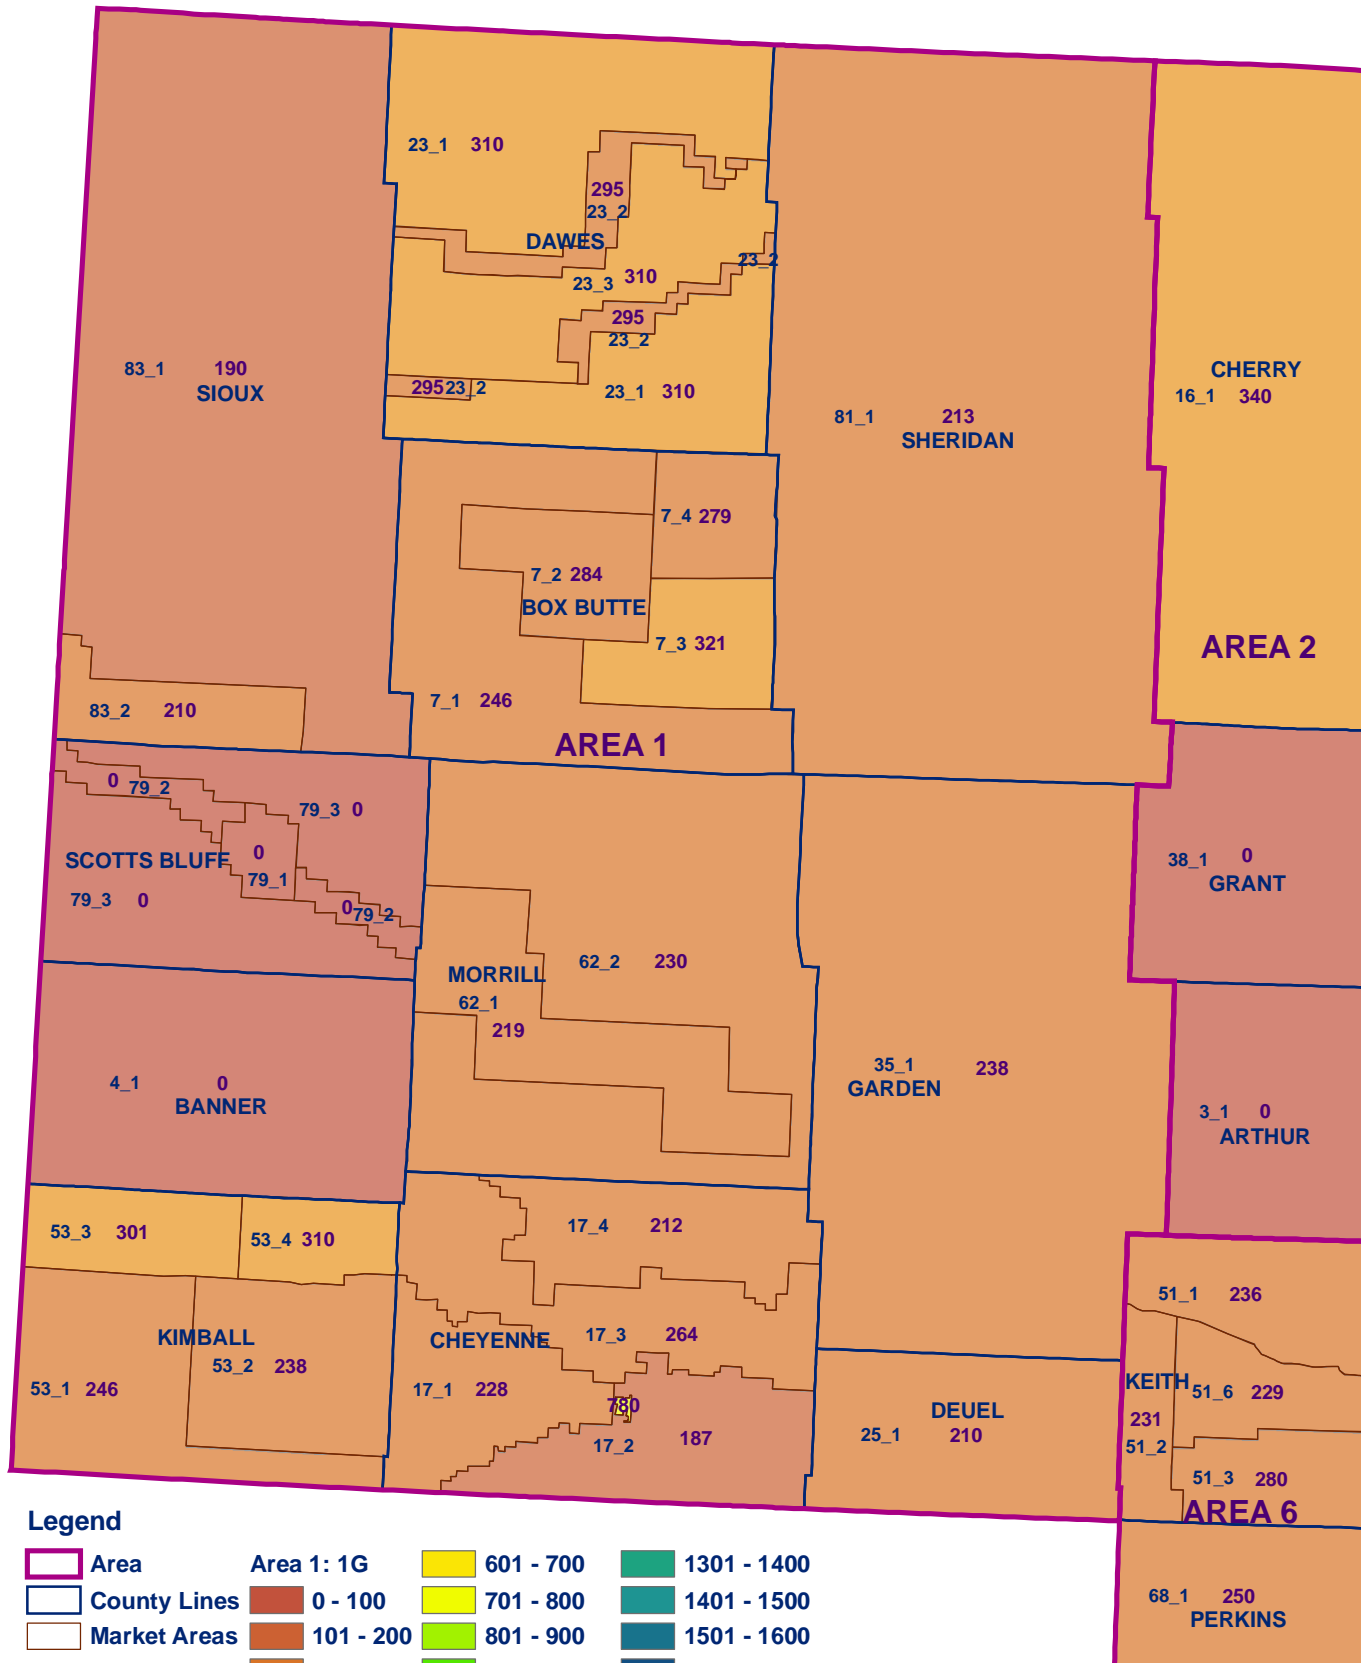 23_1 310
295
23_2
DAWES
23_2
310
23_3
295
23_2
83_1 190
SIOUX
295 23_2
23_1 310
81_1 213
SHERIDAN
CHERRY
16_1 340
7_4 279
7_2 284
BOX BUTTE
7_3 321
AREA 2
7_1 246
83_2 210
AREA 1
0 79_2
79_3 0
SCOTTS BLUFF 0
79_1
38_1 0
GRANT
79_3 0
0 79_2
62_2 230
MORRILL
62_1
219
35_1 238
GARDEN
4_1 0
BANNER
3_1 0
ARTHUR
53_3 301
53_4 310
17_4 212
51_1 236
KIMBALL
CHEYENNE
17_3 264
53_2 238
53_1 246
17_1 228
780
KEITH 51_6 229
DEUEL
25_1 210
231
51_2
17_2 187
51_3 280
AREA 6
Legend
Area
County Lines
Market Areas
Area 1: 1G
0 - 100
101 - 200
601 - 700
701 - 800
801 - 900
1301 - 1400
1401 - 1500
1501 - 1600
68_1 250
PERKINS